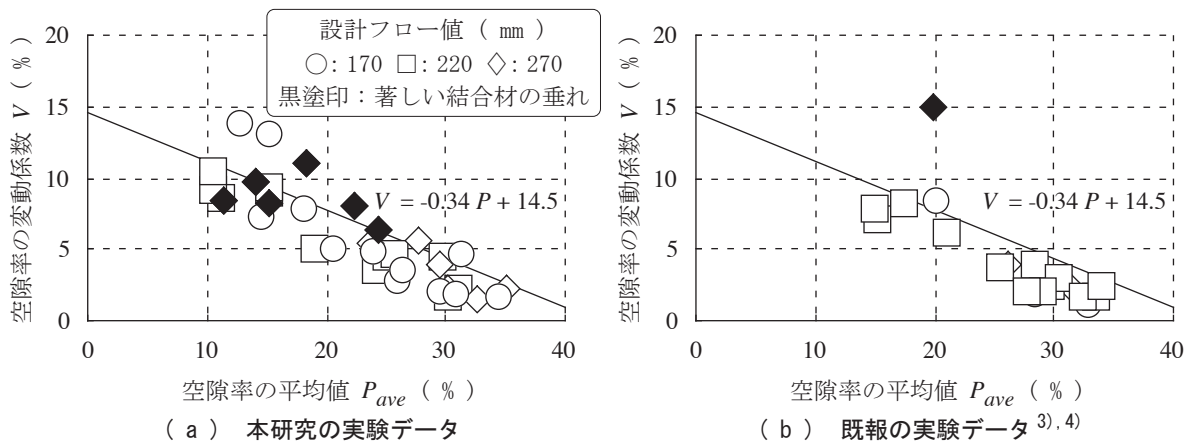 設計フロー値 ( mm )
○: 170 □: 220 ◇: 270
黒塗印：著しい結合材の垂れ
空隙率の変動係数 V ( % )
20
15
10
5
0
V = -0.34 P + 14.5
0 10 20 30 40
空隙率の平均値 Pave ( % )
( a ) 本研究の実験データ
空隙率の変動係数 V ( % )
20
15
10
5
0
V = -0.34 P + 14.5
0 10 20 30 40
空隙率の平均値 Pave ( % )
( b ) 既報の実験データ 3), 4)